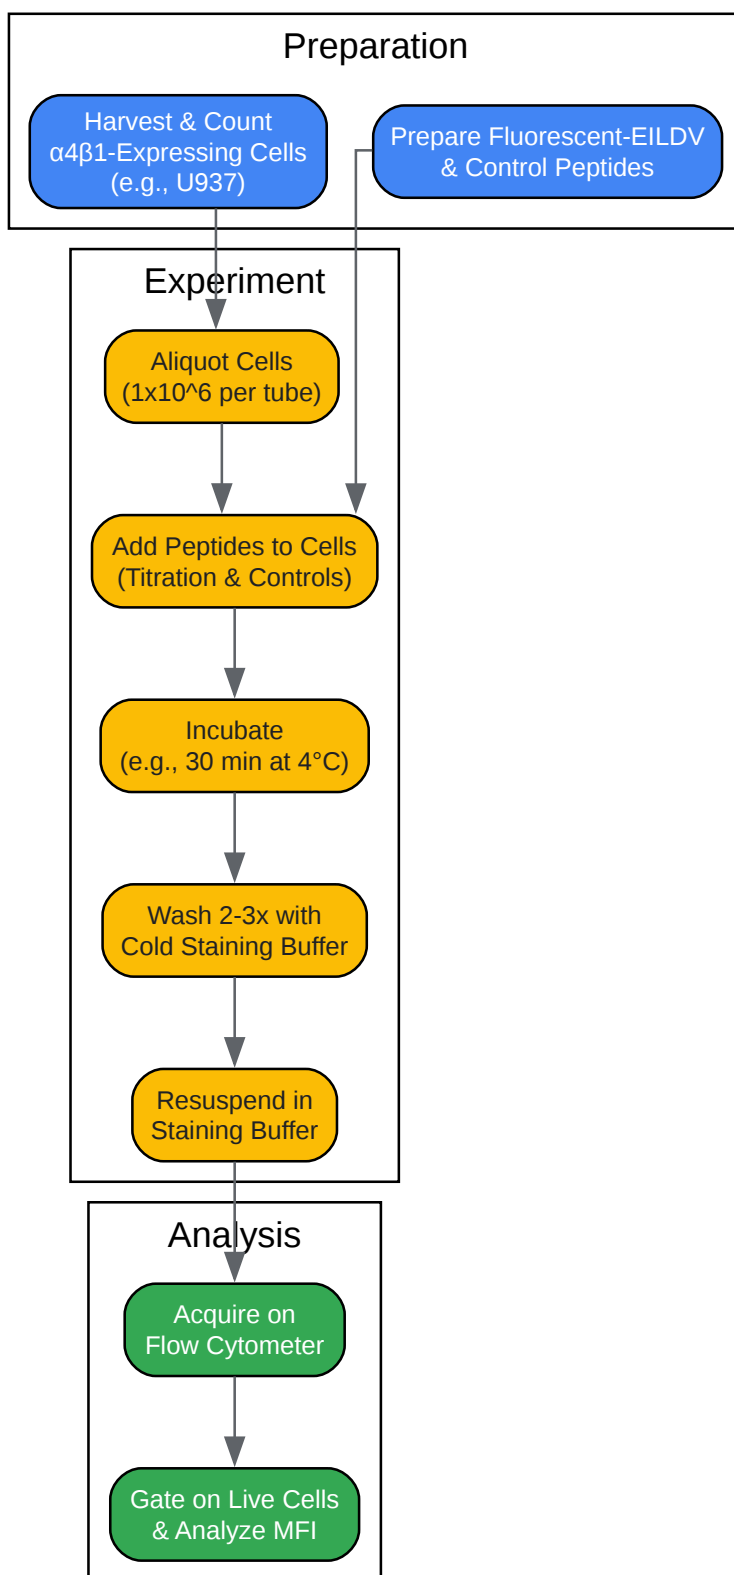 Preparation
Harvest & Count
α4β1-Expressing Cells
(e.g., U937)
Prepare Fluorescent-EILDV
& Control Peptides
Experiment
Aliquot Cells
(1x10^6 per tube)
Add Peptides to Cells
(Titration & Controls)
Incubate
(e.g., 30 min at 4°C)
Wash 2-3x with
Cold Staining Buffer
Resuspend in
Staining Buffer
Analysis
Acquire on
Flow Cytometer
Gate on Live Cells
& Analyze MFI